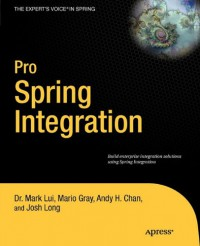 THE EXPERT'S VOICE® IN SPRING
Pro
Spring
Integration
Build enterprise integration solutions
using Spring Integration
Dr. Mark Lui, Mario Gray, Andy H. Chan,
and Josh Long
Apress®